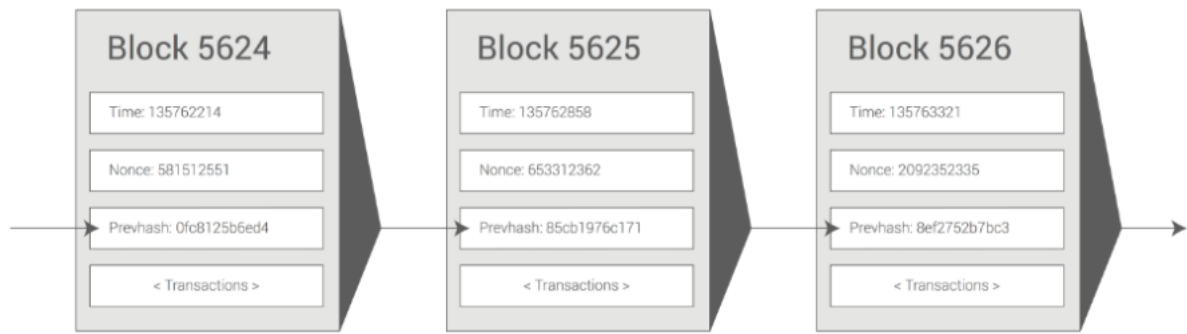 Block 5624
Time: 135762214
Nonce: 581512551
Prevhash: 0fc8125b6ed4
< Transactions >
Block 5625
Time: 135762858
Nonce: 653312362
Prevhash: 85cb1976c171
< Transactions >
Block 5626
Time: 135763321
Nonce: 2092352335
Prevhash: 8ef2752b7bc3
< Transactions >